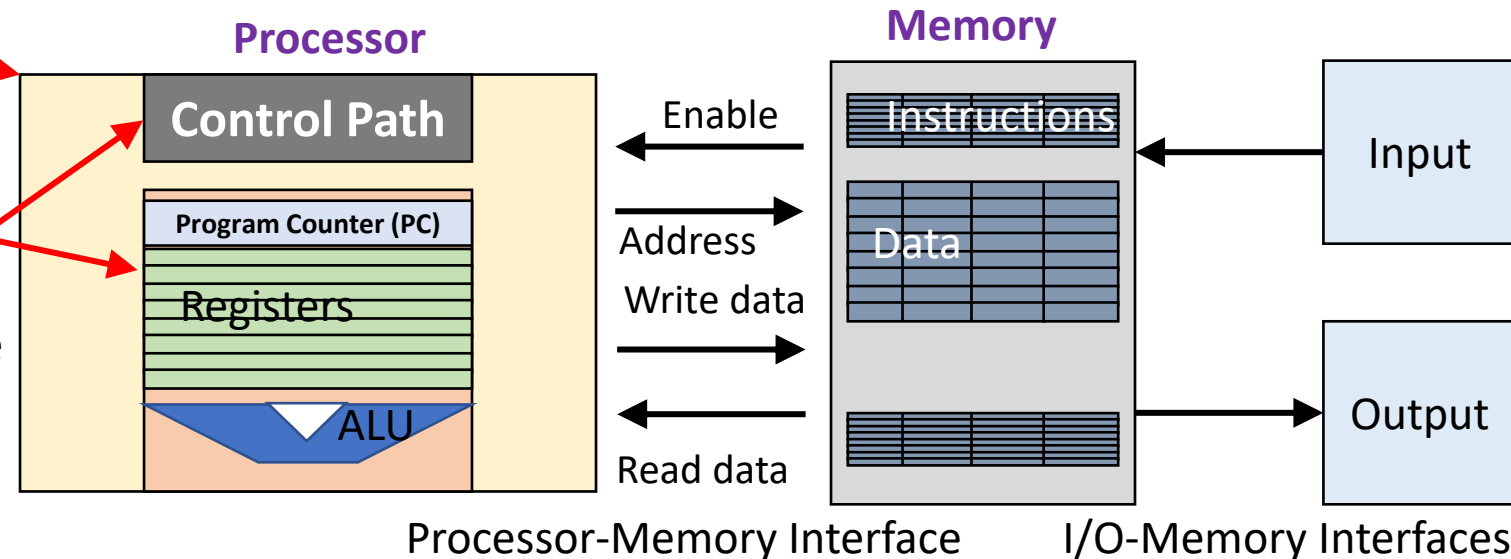 Processor
Memory
Control Path
Enable
Instructions
Input
Program Counter (PC)
Address
Data
Registers
Write data
ALU
Output
Read data
Processor-Memory Interface
I/O-Memory Interfaces